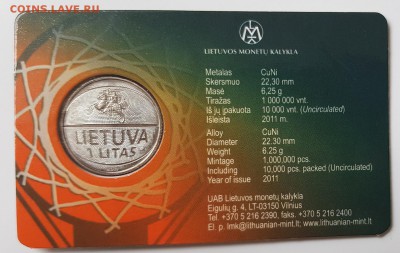 COINS.LAVE.RU
LIETUVOS MONETŲ KALYKLA
Metalas CuNi
Skersmuo 22,30 mm
Masė 6,25 g
Tiražas 1 000 000 vnt.
Iš jų įpakuota 10 000 vnt. (Uncirculated)
Išleista 2011 m.
Alloy CuNi
Diameter 22.30 mm
Weight 6.25 g
Mintage 1,000,000 pcs.
Including 10,000 pcs. packed (Uncirculated)
Year of issue 2011
LIETUVA
1 LITAS
UAB Lietuvos monetų kalykla
Eigulių g. 4, LT-03150 Vilnius
Tel. +370 5 216 2390, faks. +370 5 216 2400
El. p. lmk@lithuanian-mint.lt; www.lithuanian-mint.lt